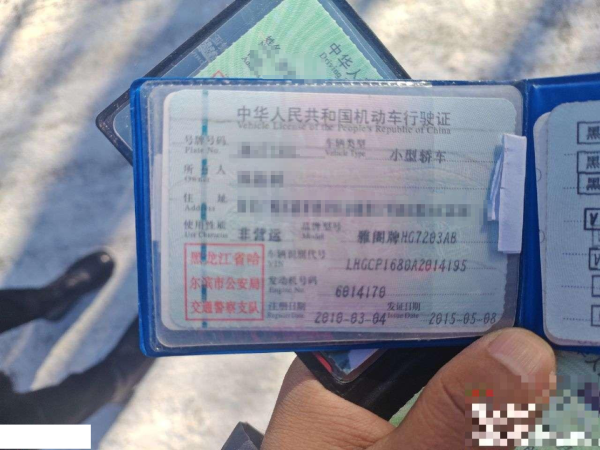 姓名
中华人
中华人民共和国机动车行驶证
Vehicle License of the People's Republic of China
号牌号码 车辆类型 小型轿车
Plate No. Vehicle Type
所有人
Owner
住址
Address
使用性质 非营运 品牌型号 雅阁牌HG7203AB
Use Character Model
黑龙江省哈 车辆识别代号 LHGCP1680A2014195
VIN
尔滨市公安局 发动机号码 6014170
Engine No.
交通警察支队 注册日期 2010-03-04 发证日期 2015-05-08
Register Date Issue Date
黑
黑
黑